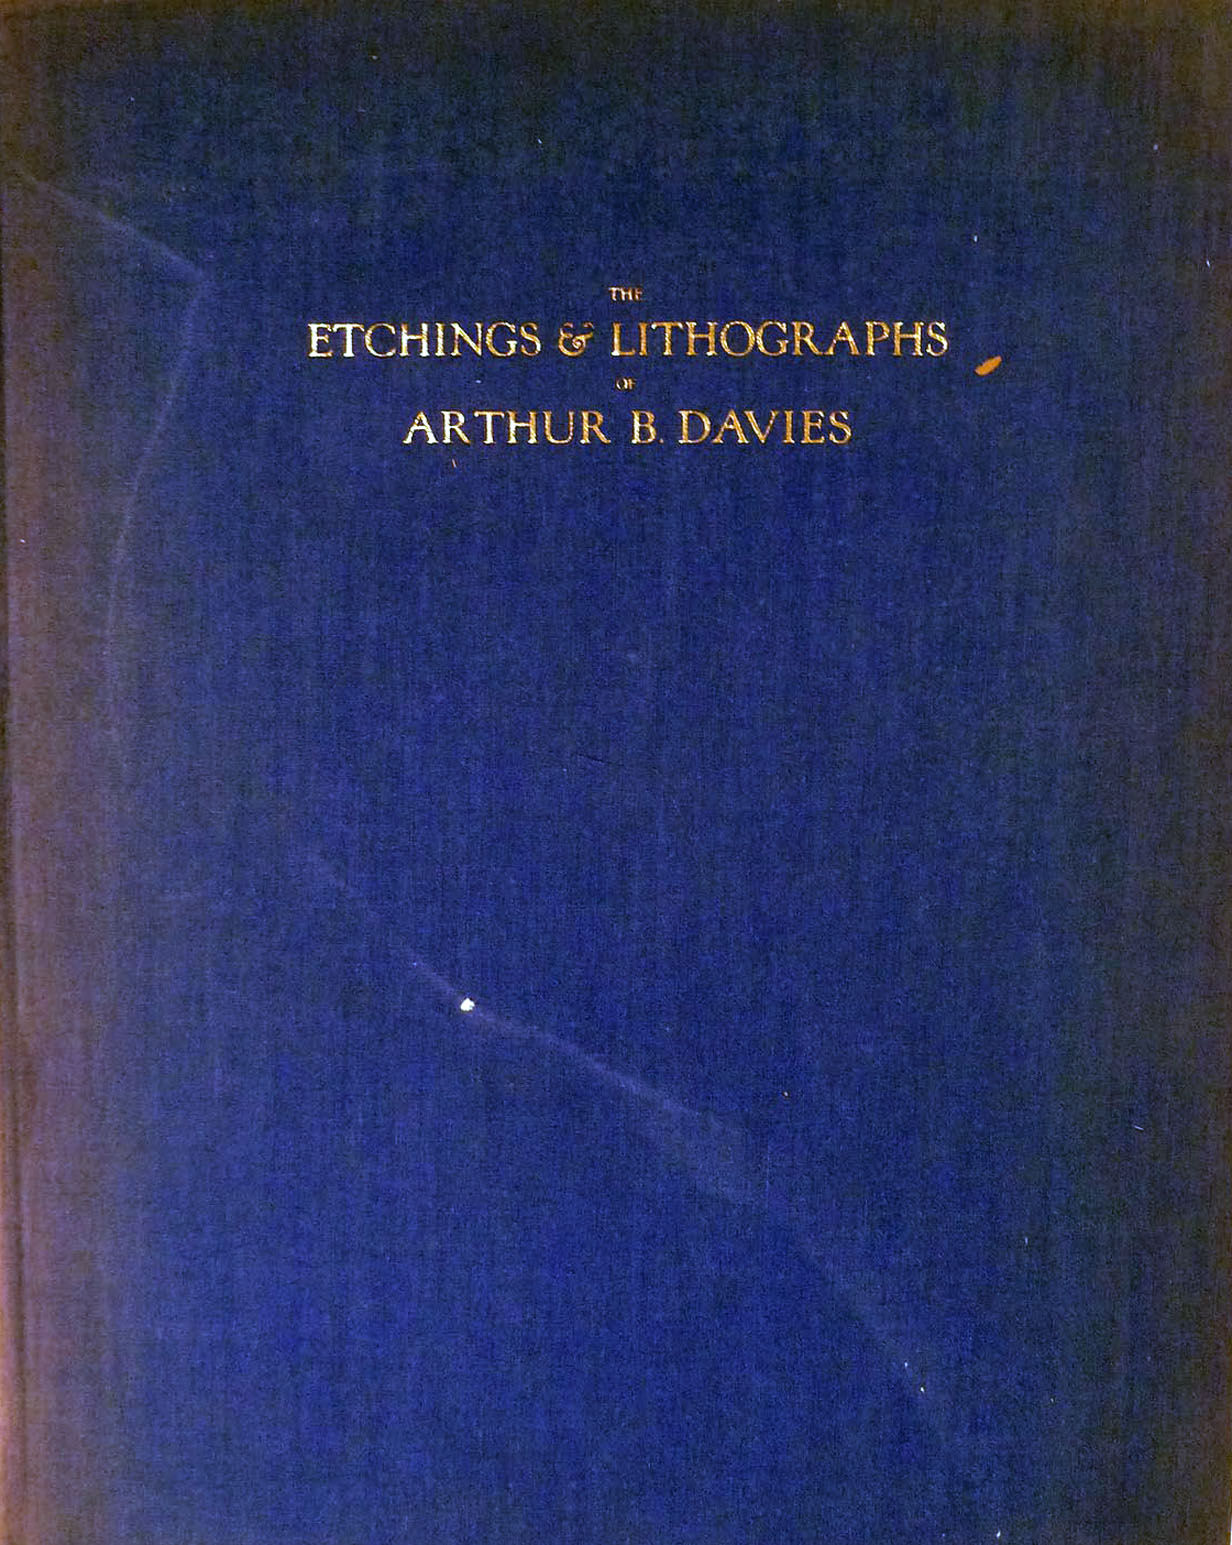 THE
ETCHINGS & LITHOGRAPHS
OF
ARTHUR B. DAVIES